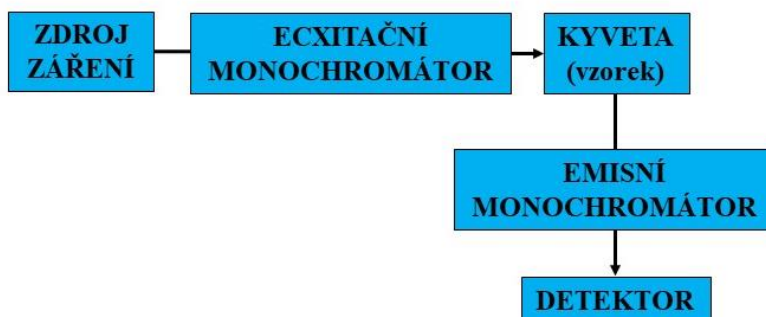 ZDROJ
ZÁŘENÍ
ECXITAČNÍ
MONOCHROMÁTOR
KYVETA
(vzorek)
EMISNÍ
MONOCHROMÁTOR
DETEKTOR